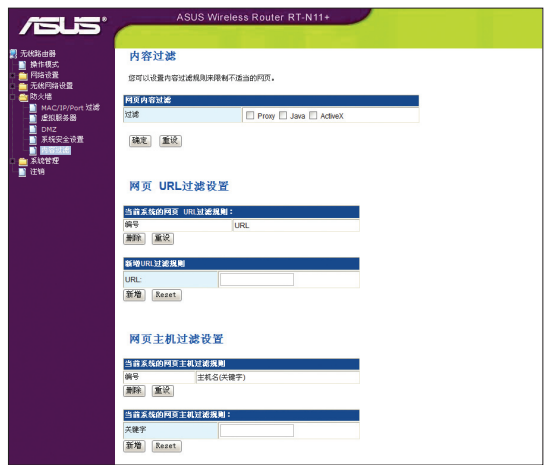 ASUS®
ASUS Wireless Router RT-N11+
无线路由器
操作模式
网络设置
无线网络设置
防火墙
MAC/IP/Port 过滤
虚拟服务器
DMZ
系统安全设置
内容过滤
系统管理
注销
内容过滤
您可以设置内容过滤规则来限制不适当的网页。
网页内容过滤
过滤 Proxy Java ActiveX
确定 重设
网页 URL过滤设置
当前系统的网页 URL过滤规则：
编号 URL
删除 重设
新增URL过滤规则
URL:
新增 Reset
网页主机过滤设置
当前系统的网页主机过滤规则
编号 主机名(关键字)
删除 重设
当前系统的网页主机过滤规则：
关键字
新增 Reset